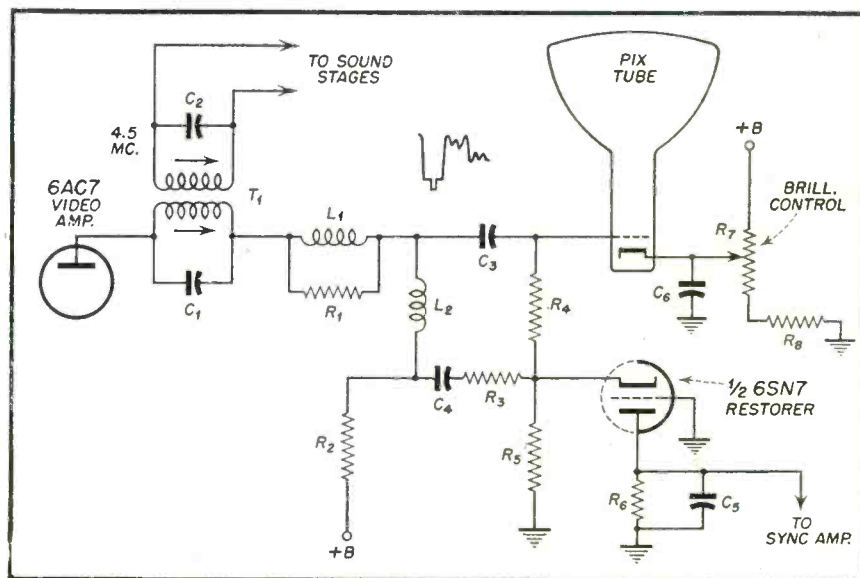 TO SOUND
STAGES
PIX
TUBE
C2
4.5
MC.
+B
6AC7
VIDEO
AMP.
T1
BRILL.
CONTROL
L1
R7
C3
C1
R1
C6
L2
R4
R8
C4
R3
1/2 6SN7
RESTORER
R2
R5
R6
C5
TO
SYNC AMP.
+B